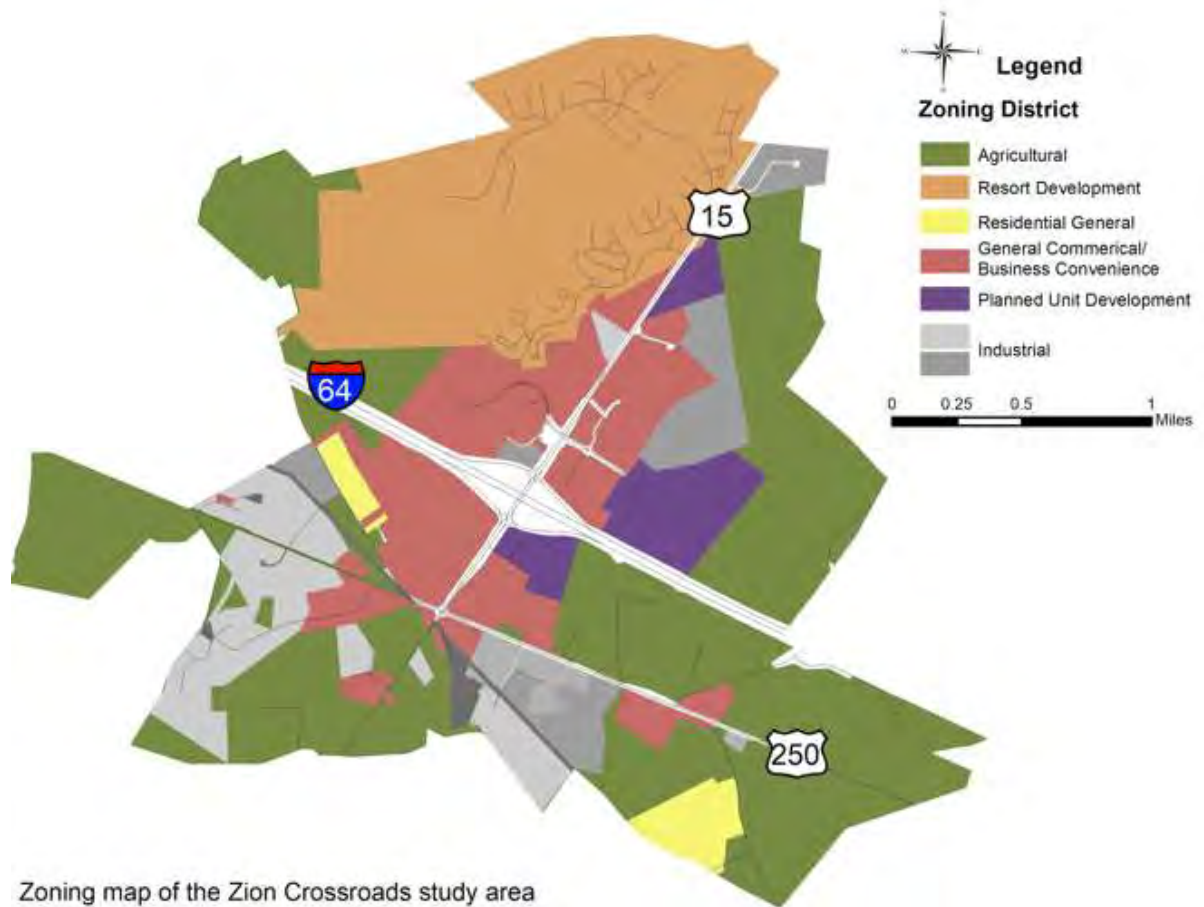 N
W
E
S
Legend
Zoning District
Agricultural
Resort Development
Residential General
General Commerical/
Business Convenience
Planned Unit Development
Industrial
0 0.25 0.5 1
Miles
15
64
250
Zoning map of the Zion Crossroads study area